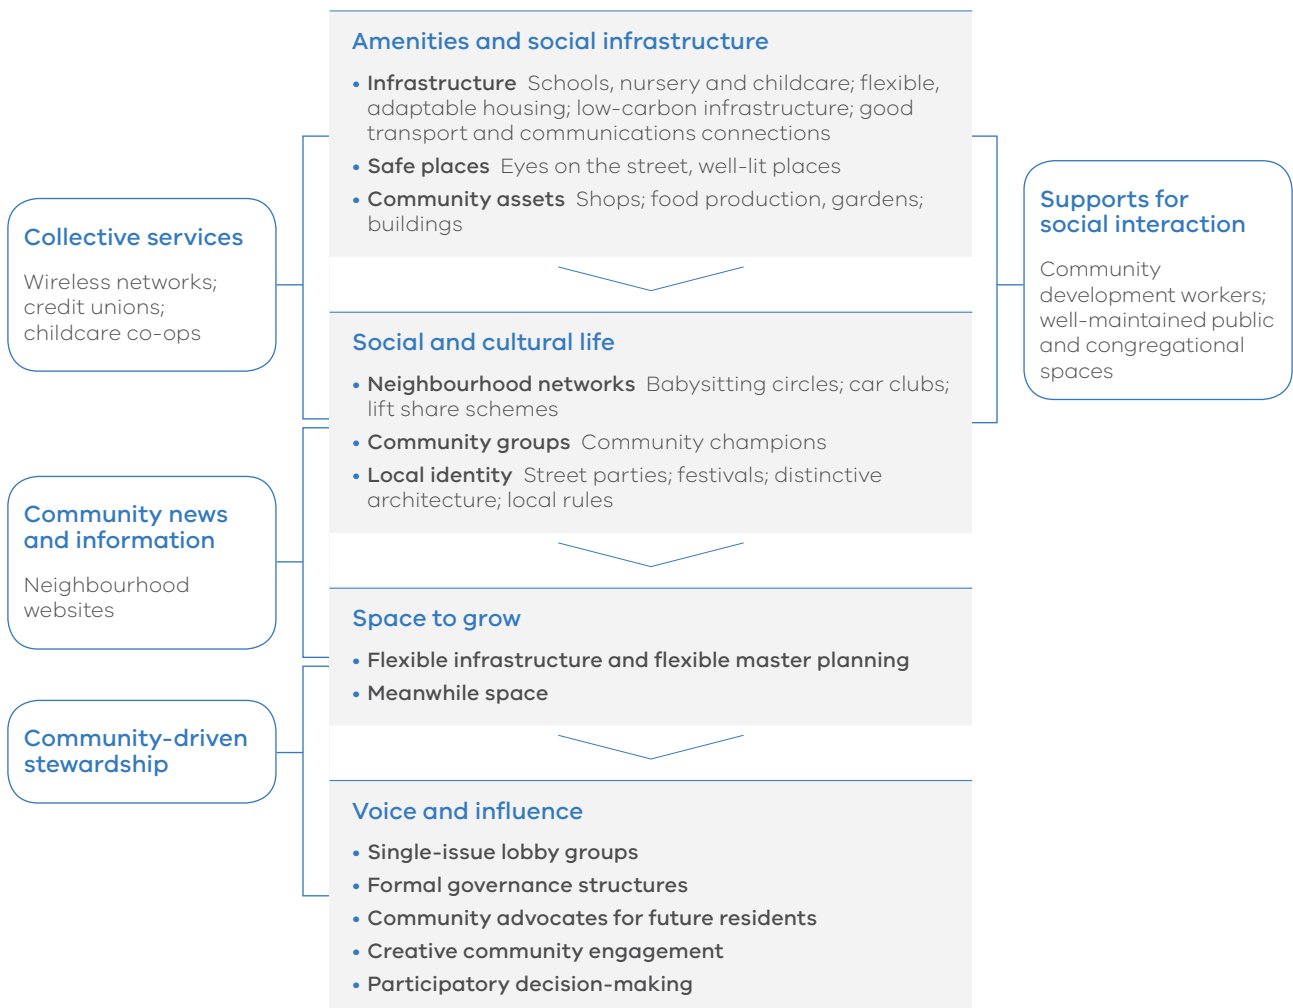 Amenities and social infrastructure
• Infrastructure Schools, nursery and childcare; flexible,
adaptable housing; low-carbon infrastructure; good
transport and communications connections
• Safe places Eyes on the street, well-lit places
• Community assets Shops; food production, gardens;
buildings
Collective services
Wireless networks;
credit unions;
childcare co-ops
Supports for
social interaction
Community
development workers;
well-maintained public
and congregational
spaces
Social and cultural life
• Neighbourhood networks Babysitting circles; car clubs;
lift share schemes
• Community groups Community champions
• Local identity Street parties; festivals; distinctive
architecture; local rules
Community news
and information
Neighbourhood
websites
Space to grow
• Flexible infrastructure and flexible master planning
• Meanwhile space
Community-driven
stewardship
Voice and influence
• Single-issue lobby groups
• Formal governance structures
• Community advocates for future residents
• Creative community engagement
• Participatory decision-making